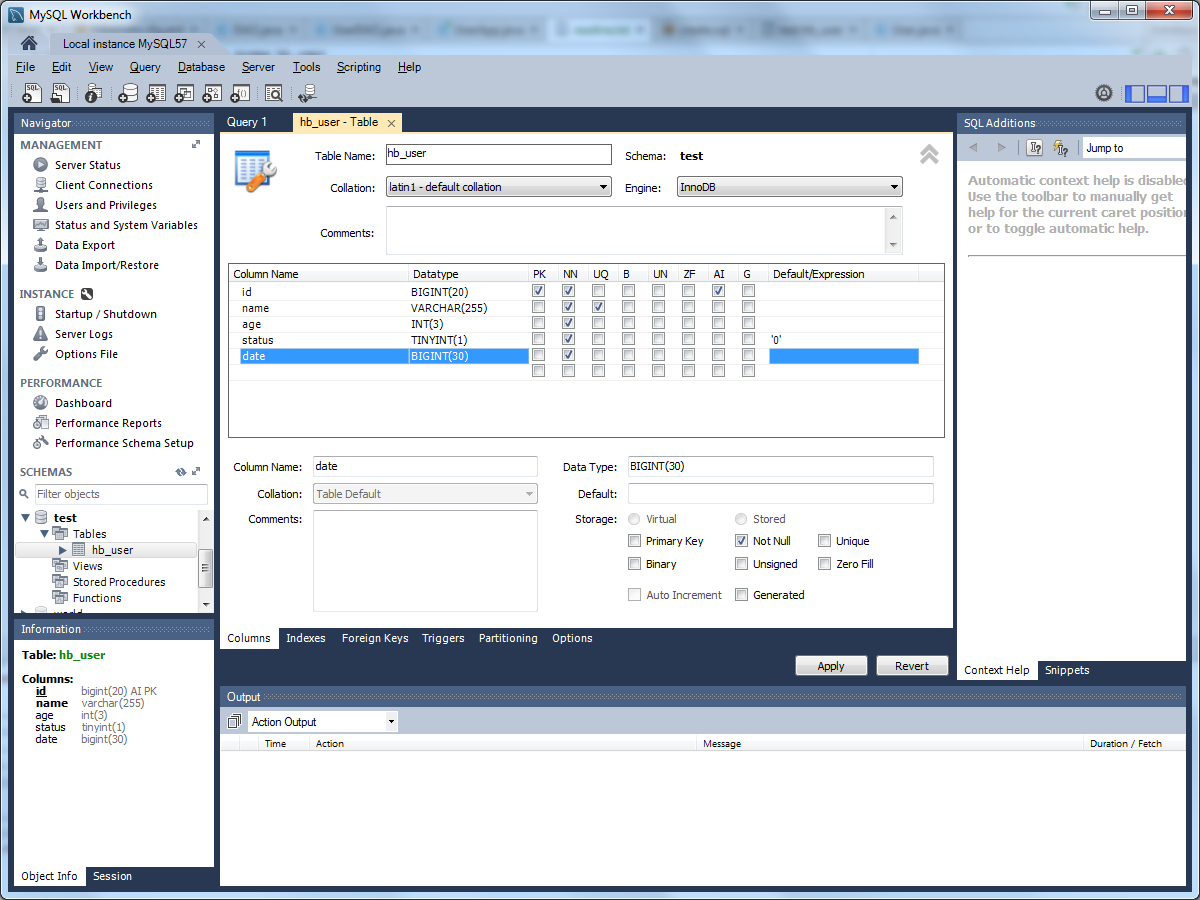 MySQL Workbench
Local instance MySQL57
File Edit View Query Database Server Tools Scripting Help
Navigator
MANAGEMENT
Server Status
Client Connections
Users and Privileges
Status and System Variables
Data Export
Data Import/Restore
INSTANCE
Startup / Shutdown
Server Logs
Options File
PERFORMANCE
Dashboard
Performance Reports
Performance Schema Setup
SCHEMAS
Filter objects
test
Tables
hb_user
Views
Stored Procedures
Functions
Information
Table: hb_user
Columns:
id bigint(20) AI PK
name varchar(255)
age int(3)
status tinyint(1)
date bigint(30)
Object Info Session
Query 1 hb_user - Table
Table Name: hb_user Schema: test
Collation: latin1 - default collation Engine: InnoDB
Comments:
Column Name Datatype PK NN UQ B UN ZF AI G Default/Expression
id BIGINT(20)
name VARCHAR(255)
age INT(3)
status TINYINT(1) '0'
date BIGINT(30)
Column Name: date Data Type: BIGINT(30)
Collation: Table Default Default:
Comments: Storage: Virtual Stored
Primary Key Not Null Unique
Binary Unsigned Zero Fill
Auto Increment Generated
Columns Indexes Foreign Keys Triggers Partitioning Options
Apply Revert
SQL Additions
Jump to
Automatic context help is disabled
Use the toolbar to manually get
help for the current caret position
or to toggle automatic help.
Context Help Snippets
Output
Action Output
Time Action Message Duration / Fetch